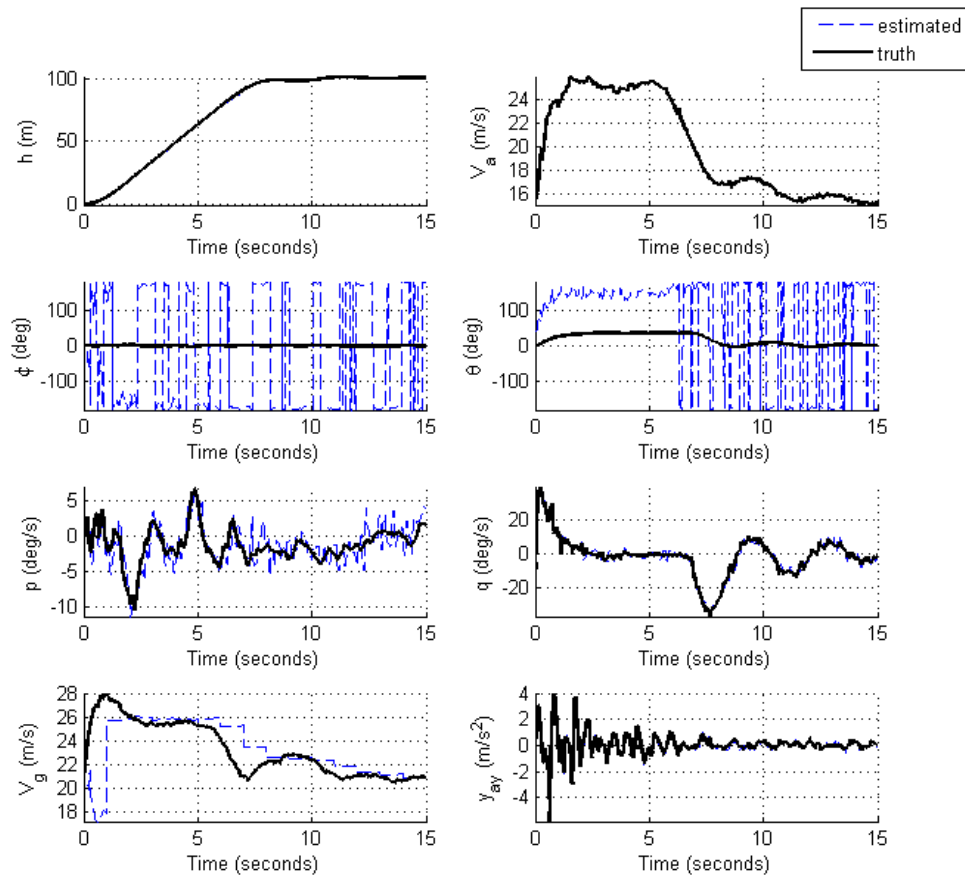 estimated
truth
h (m)
100
50
0
0 5 10 15
Time (seconds)
V_a (m/s)
24
22
20
18
16
0 5 10 15
Time (seconds)
ϕ (deg)
100
0
-100
0 5 10 15
Time (seconds)
θ (deg)
100
0
-100
0 5 10 15
Time (seconds)
p (deg/s)
5
0
-5
-10
0 5 10 15
Time (seconds)
q (deg/s)
20
0
-20
0 5 10 15
Time (seconds)
V_g (m/s)
28
26
24
22
20
18
0 5 10 15
Time (seconds)
y_ay (m/s²)
4
2
0
-2
-4
0 5 10 15
Time (seconds)